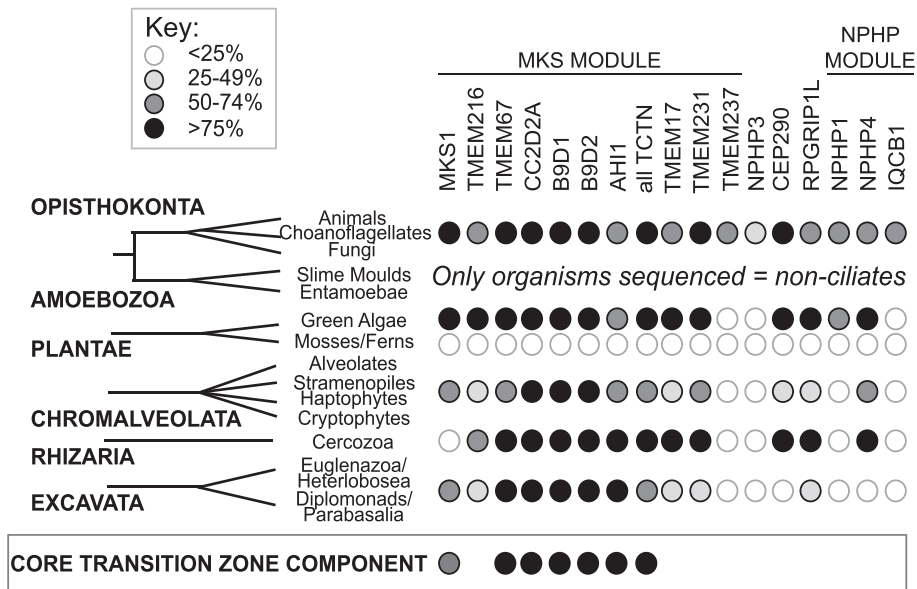 Key:
<25%
25-49%
50-74%
>75%
MKS MODULE
NPHP
MODULE
MKS1
TMEM216
TMEM67
CC2D2A
B9D1
B9D2
AHI1
all TCTN
TMEM17
TMEM231
TMEM237
NPHP3
CEP290
RPGRIP1L
NPHP1
NPHP4
IQCB1
OPISTHOKONTA
Animals
Choanoflagellates
Fungi
Slime Moulds
Entamoebae
Only organisms sequenced = non-ciliates
AMOEBOZOA
Green Algae
Mosses/Ferns
PLANTAE
Alveolates
Stramenopiles
Haptophytes
Cryptophytes
CHROMALVEOLATA
Cercozoa
RHIZARIA
Euglenazoa/
Heterlobosea
Diplomonads/
Parabasalia
EXCAVATA
CORE TRANSITION ZONE COMPONENT